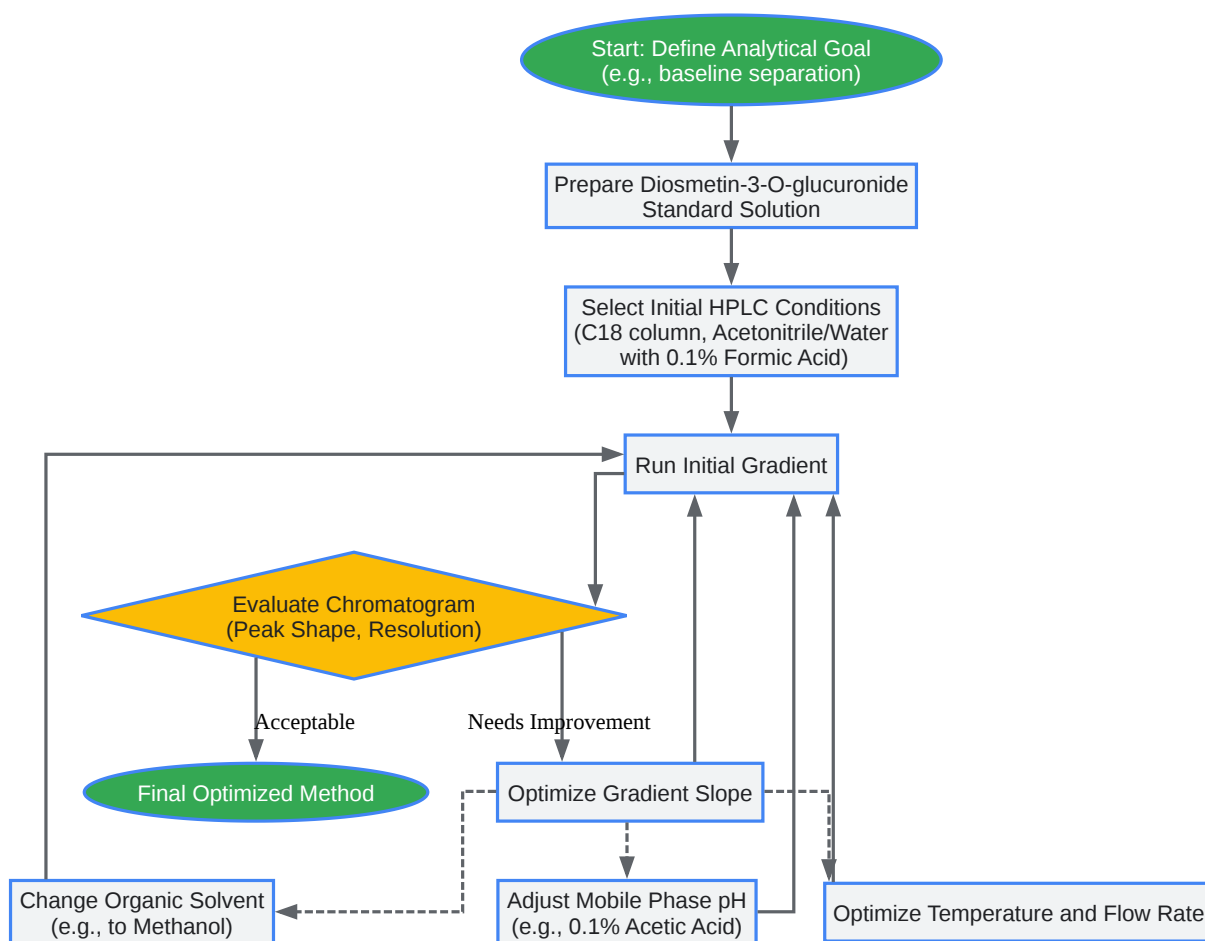 Start: Define Analytical Goal
(e.g., baseline separation)
Prepare Diosmetin-3-O-glucuronide
Standard Solution
Select Initial HPLC Conditions
(C18 column, Acetonitrile/Water
with 0.1% Formic Acid)
Run Initial Gradient
Evaluate Chromatogram
(Peak Shape, Resolution)
Acceptable
Needs Improvement
Final Optimized Method
Optimize Gradient Slope
Change Organic Solvent
(e.g., to Methanol)
Adjust Mobile Phase pH
(e.g., 0.1% Acetic Acid)
Optimize Temperature and Flow Rate